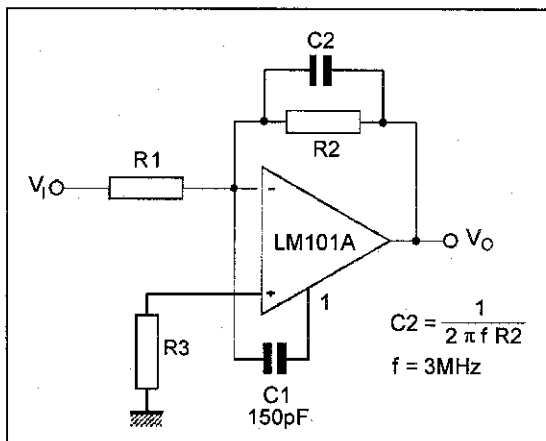 C2
R2
R1
V_I
-
LM101A
V_O
+
1
R3
C1
150pF
C2 = 1 / 2 π f R2
f = 3MHz